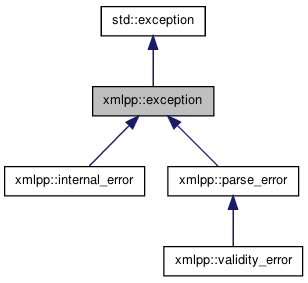 std::exception
xmlpp::exception
xmlpp::internal_error
xmlpp::parse_error
xmlpp::validity_error